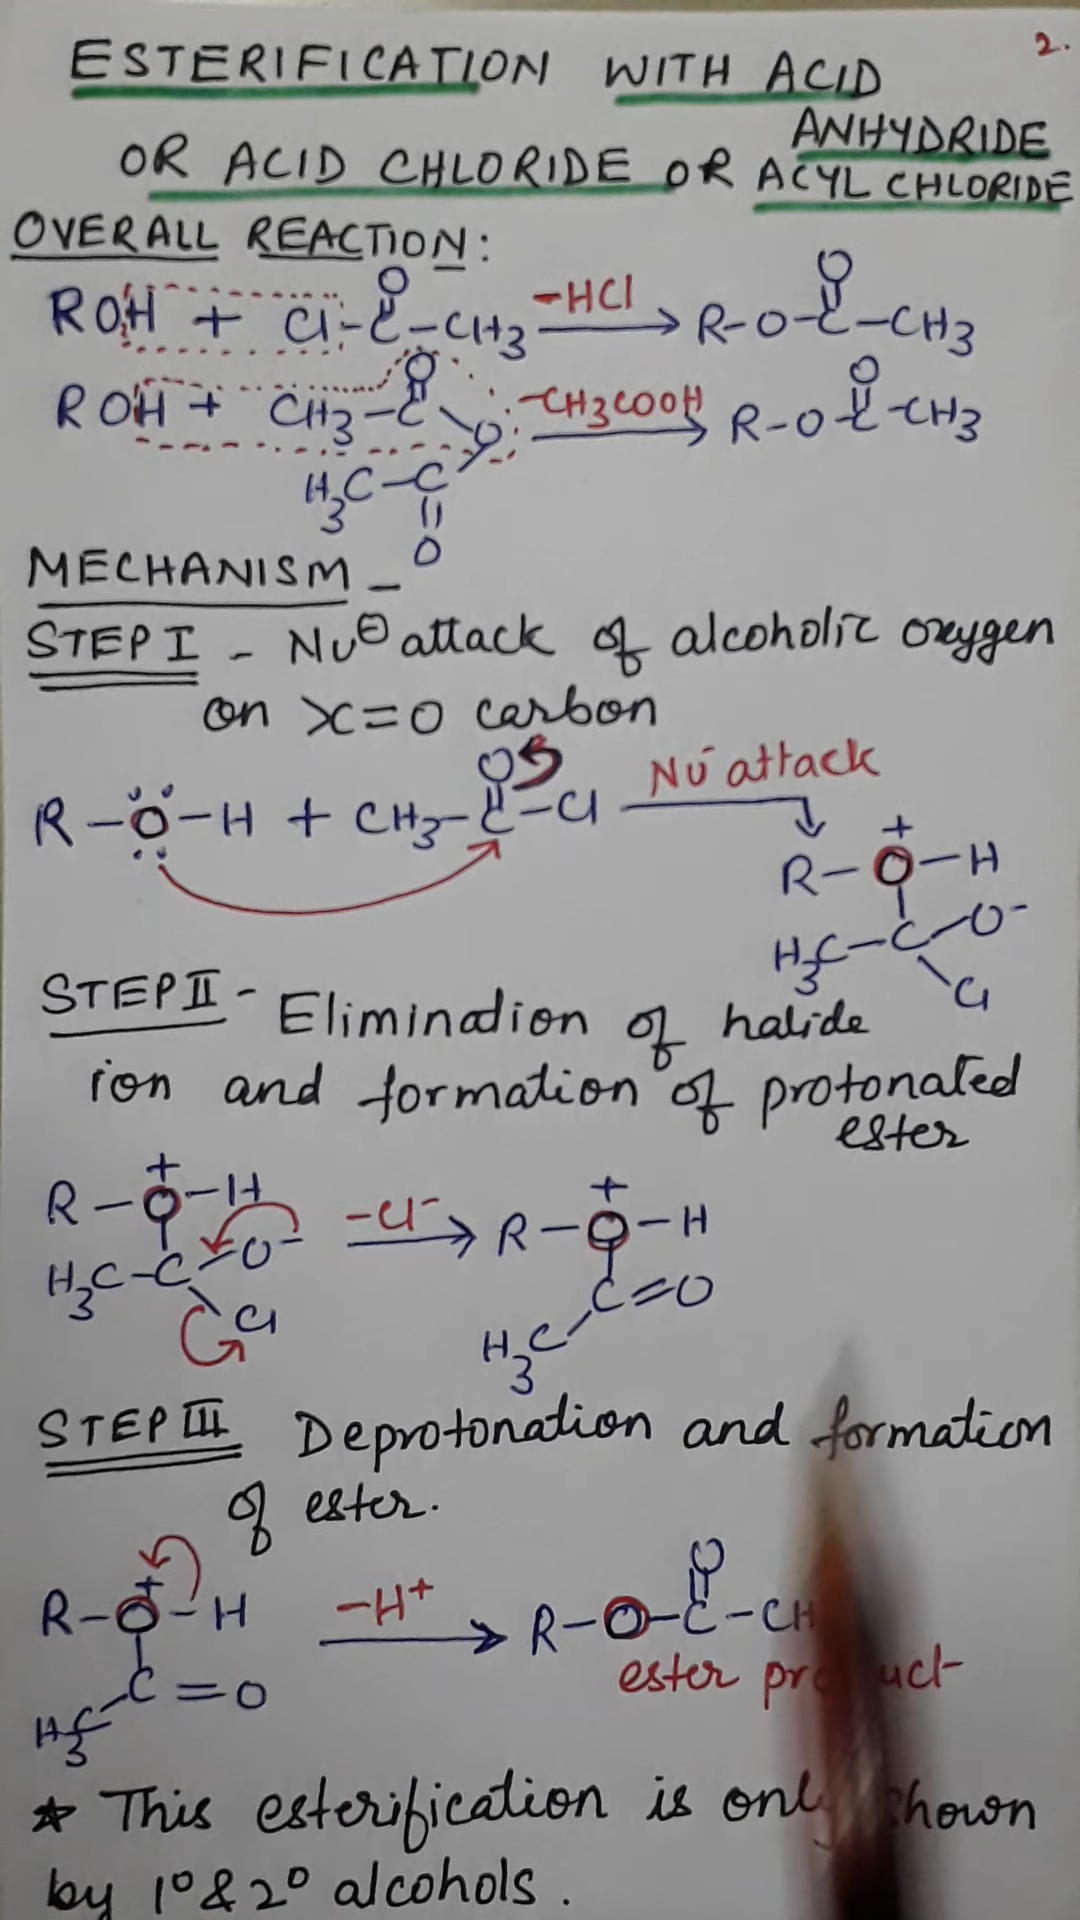 2.
ESTERIFICATION WITH ACID
ANHYDRIDE
OR ACID CHLORIDE OR ACYL CHLORIDE
OVERALL REACTION:
O
ROH + Cl-C-CH3 -HCl → R-O-C-CH3
O
O
ROH + CH3-C -CH3COOH → R-O-C-CH3
O
O
H3C-C
O
MECHANISM -
STEP I - Nu⊖ attack of alcoholic oxygen
on >C=O carbon
O
R-O-H + CH3-C-Cl Nu- attack
+
R-O-H
H3C-C-O-
Cl
STEP II - Elimination of halide
ion and formation of protonated
ester
+
R-O-H -Cl- → R-O-H
+
H3C-C-O-
Cl
C=O
H3C
STEP III Deprotonation and formation
of ester.
+
O
R-O-H -H+ → R-O-C-CH
C=O
ester product
H3C
☆ This esterification is only shown
by 1° & 2° alcohols.